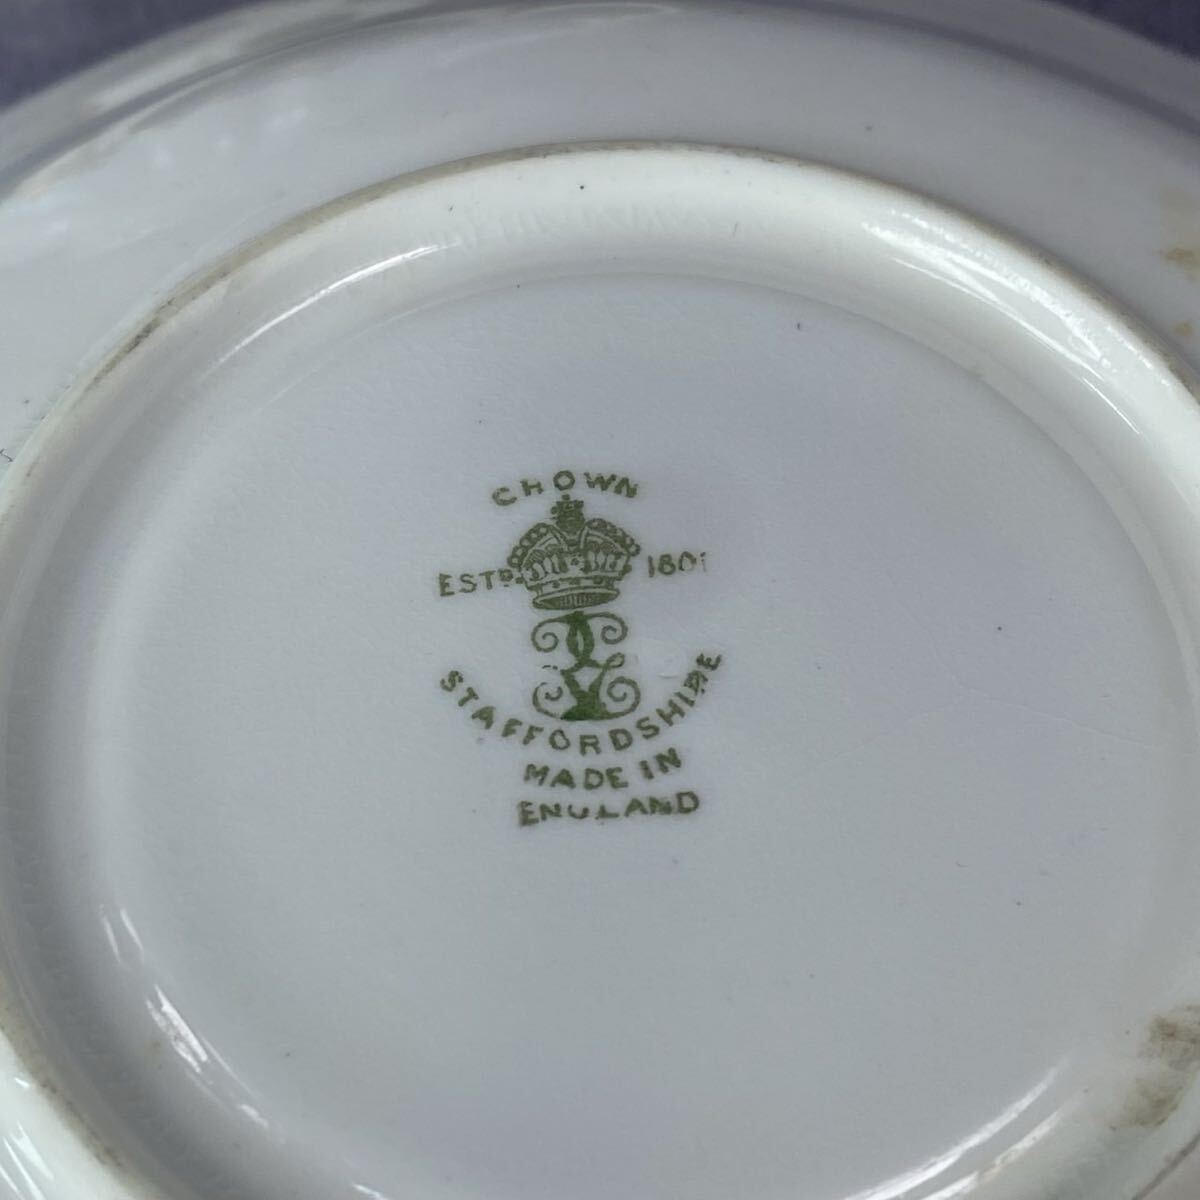 CROWN
ESTD. 1801
STAFFORDSHIRE
MADE IN
ENGLAND